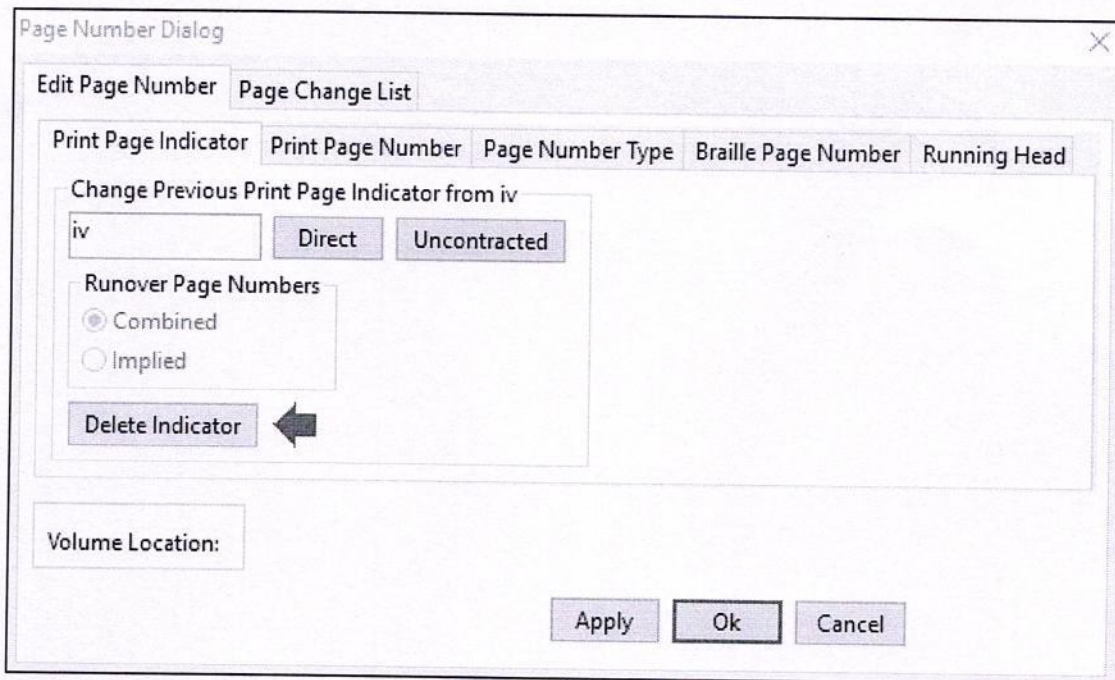 Page Number Dialog
Edit Page Number Page Change List
Print Page Indicator Print Page Number Page Number Type Braille Page Number Running Head
Change Previous Print Page Indicator from iv
iv Direct Uncontracted
Runover Page Numbers
Combined
Implied
Delete Indicator
Volume Location:
Apply Ok Cancel